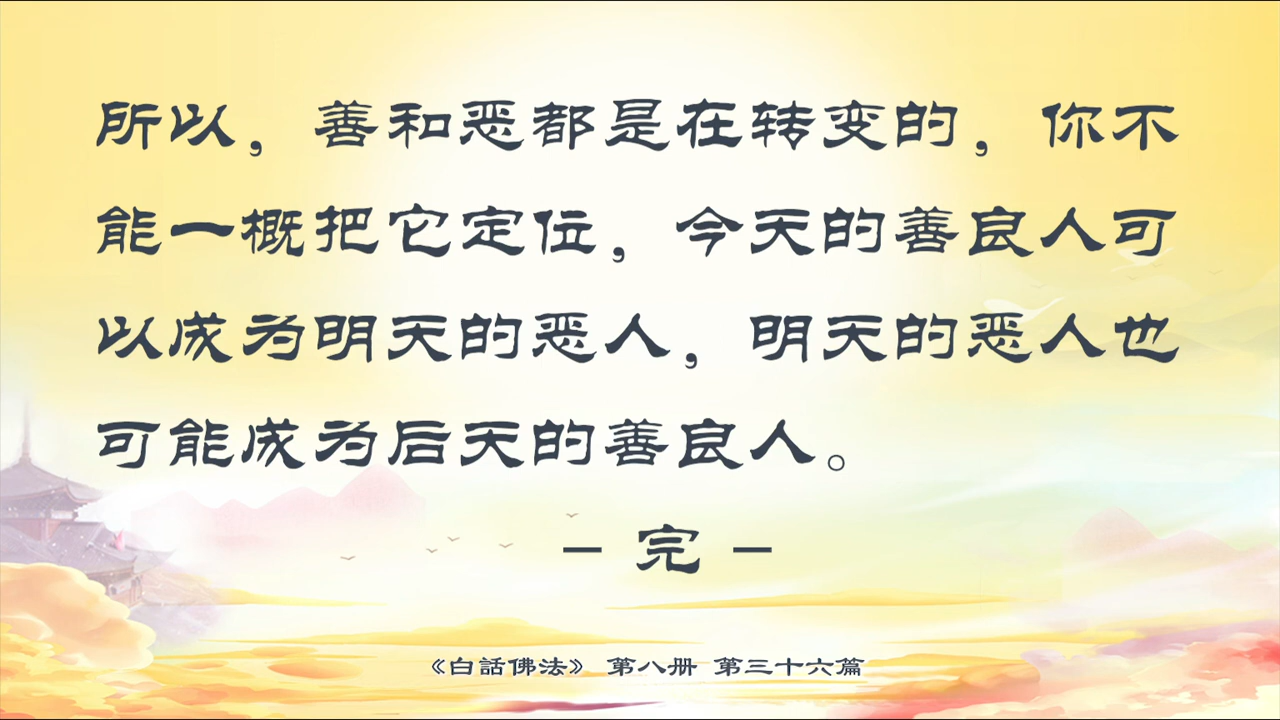 所以，善和恶都是在转变的，你不
能一概把它定位，今天的善良人可
以成为明天的恶人，明天的恶人也
可能成为后天的善良人。
— 完 —
《白話佛法》 第八册 第三十六篇